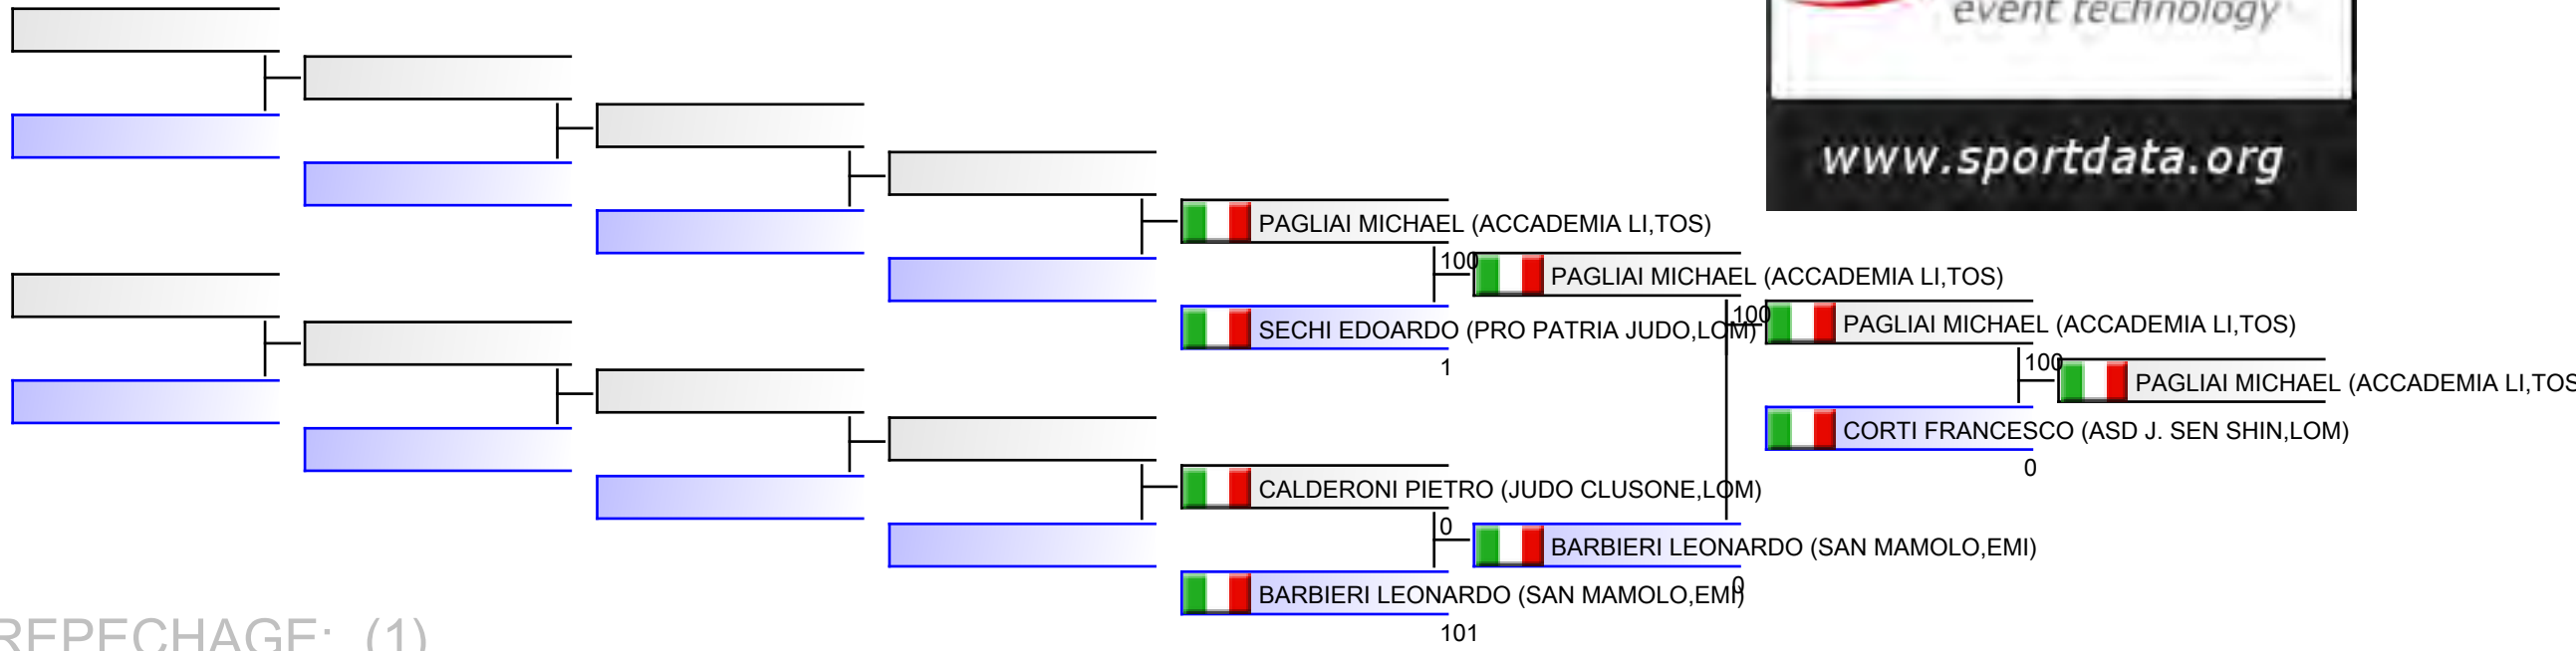 event technology
www.sportdata.org
PAGLIAI MICHAEL (ACCADEMIA LI,TOS)
100
PAGLIAI MICHAEL (ACCADEMIA LI,TOS)
SECHI EDOARDO (PRO PATRIA JUDO,LOM)
1
100
PAGLIAI MICHAEL (ACCADEMIA LI,TOS)
100
PAGLIAI MICHAEL (ACCADEMIA LI,TOS
CORTI FRANCESCO (ASD J. SEN SHIN,LOM)
0
CALDERONI PIETRO (JUDO CLUSONE,LOM)
0
BARBIERI LEONARDO (SAN MAMOLO,EMI)
0
BARBIERI LEONARDO (SAN MAMOLO,EMI)
101
REPECHAGE: (1)